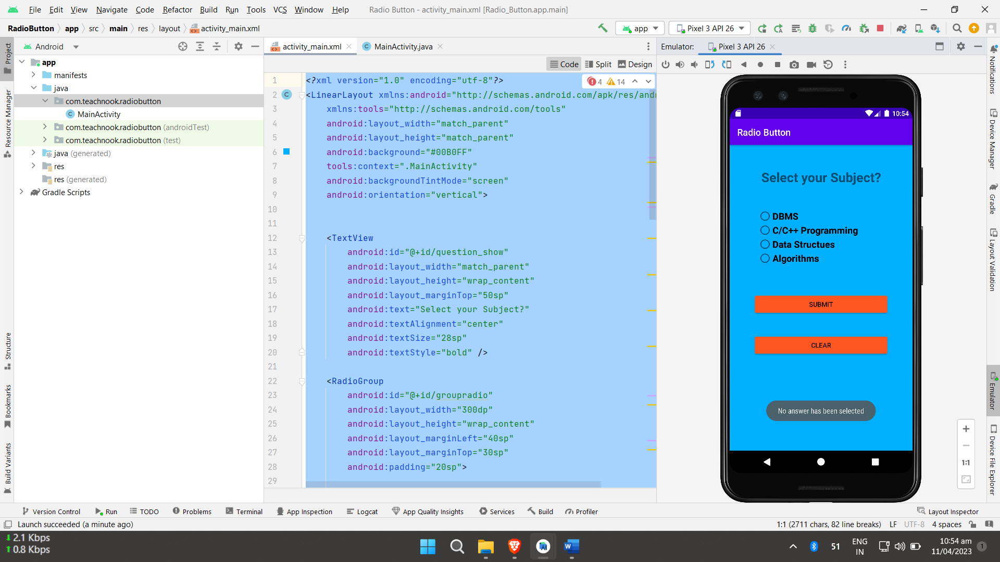 File Edit View Navigate Code Refactor Build Run Tools VCS Window Help Radio Button - activity_main.xml [Radio_Button.app.main]
RadioButton app src main res layout activity_main.xml app Pixel 3 API 26
Android
activity_main.xml MainActivity.java
Emulator: Pixel 3 API 26
Code Split Design
Project
Resource Manager
Structure
Bookmarks
Build Variants
app
manifests
java
com.teachnook.radiobutton
MainActivity
com.teachnook.radiobutton (androidTest)
com.teachnook.radiobutton (test)
java (generated)
res
res (generated)
Gradle Scripts
4 14
1 <?xml version="1.0" encoding="utf-8"?>
2 <LinearLayout xmlns:android="http://schemas.android.com/apk/res/andr
3 xmlns:tools="http://schemas.android.com/tools"
4 android:layout_width="match_parent"
5 android:layout_height="match_parent"
6 android:background="#00B0FF"
7 tools:context=".MainActivity"
8 android:backgroundTintMode="screen"
9 android:orientation="vertical">
10
11
12 <TextView
13 android:id="@+id/question_show"
14 android:layout_width="match_parent"
15 android:layout_height="wrap_content"
16 android:layout_marginTop="50sp"
17 android:text="Select your Subject?"
18 android:textAlignment="center"
19 android:textSize="28sp"
20 android:textStyle="bold" />
21
22 <RadioGroup
23 android:id="@+id/groupradio"
24 android:layout_width="300dp"
25 android:layout_height="wrap_content"
26 android:layout_marginLeft="40sp"
27 android:layout_marginTop="30sp"
28 android:padding="20sp">
29
10:54
Radio Button
Select your Subject?
DBMS
C/C++ Programming
Data Structues
Algorithms
SUBMIT
CLEAR
No answer has been selected
1:1
Notifications
Device Manager
Gradle
Layout Validation
Emulator
Device File Explorer
Version Control Run TODO Problems Terminal App Inspection Logcat App Quality Insights Services Build Profiler Layout Inspector
Launch succeeded (a minute ago) 1:1 (2711 chars, 82 line breaks) LF UTF-8 4 spaces
2.1 Kbps
0.8 Kbps
51
ENG
IN
10:54 am
11/04/2023
1